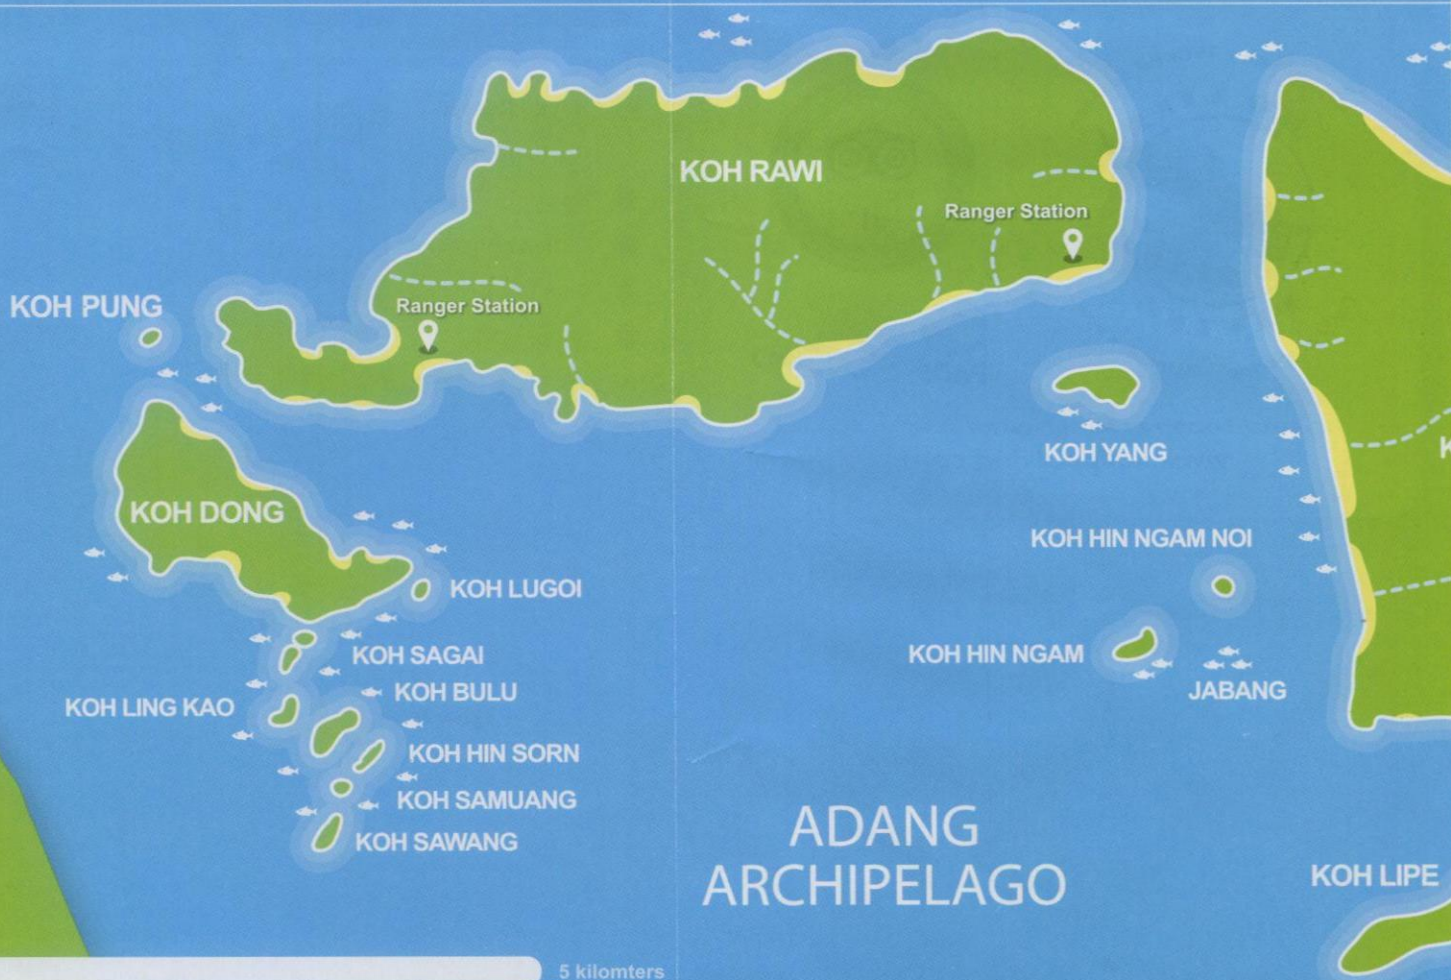 KOH RAWI
Ranger Station
KOH PUNG
Ranger Station
KOH YANG
KOH DONG
KOH HIN NGAM NOI
KOH LUGOI
KOH SAGAI
KOH HIN NGAM
KOH BULU
JABANG
KOH LING KAO
KOH HIN SORN
KOH SAMUANG
KOH SAWANG
ADANG
ARCHIPELAGO
KOH LIPE
5 kilomters